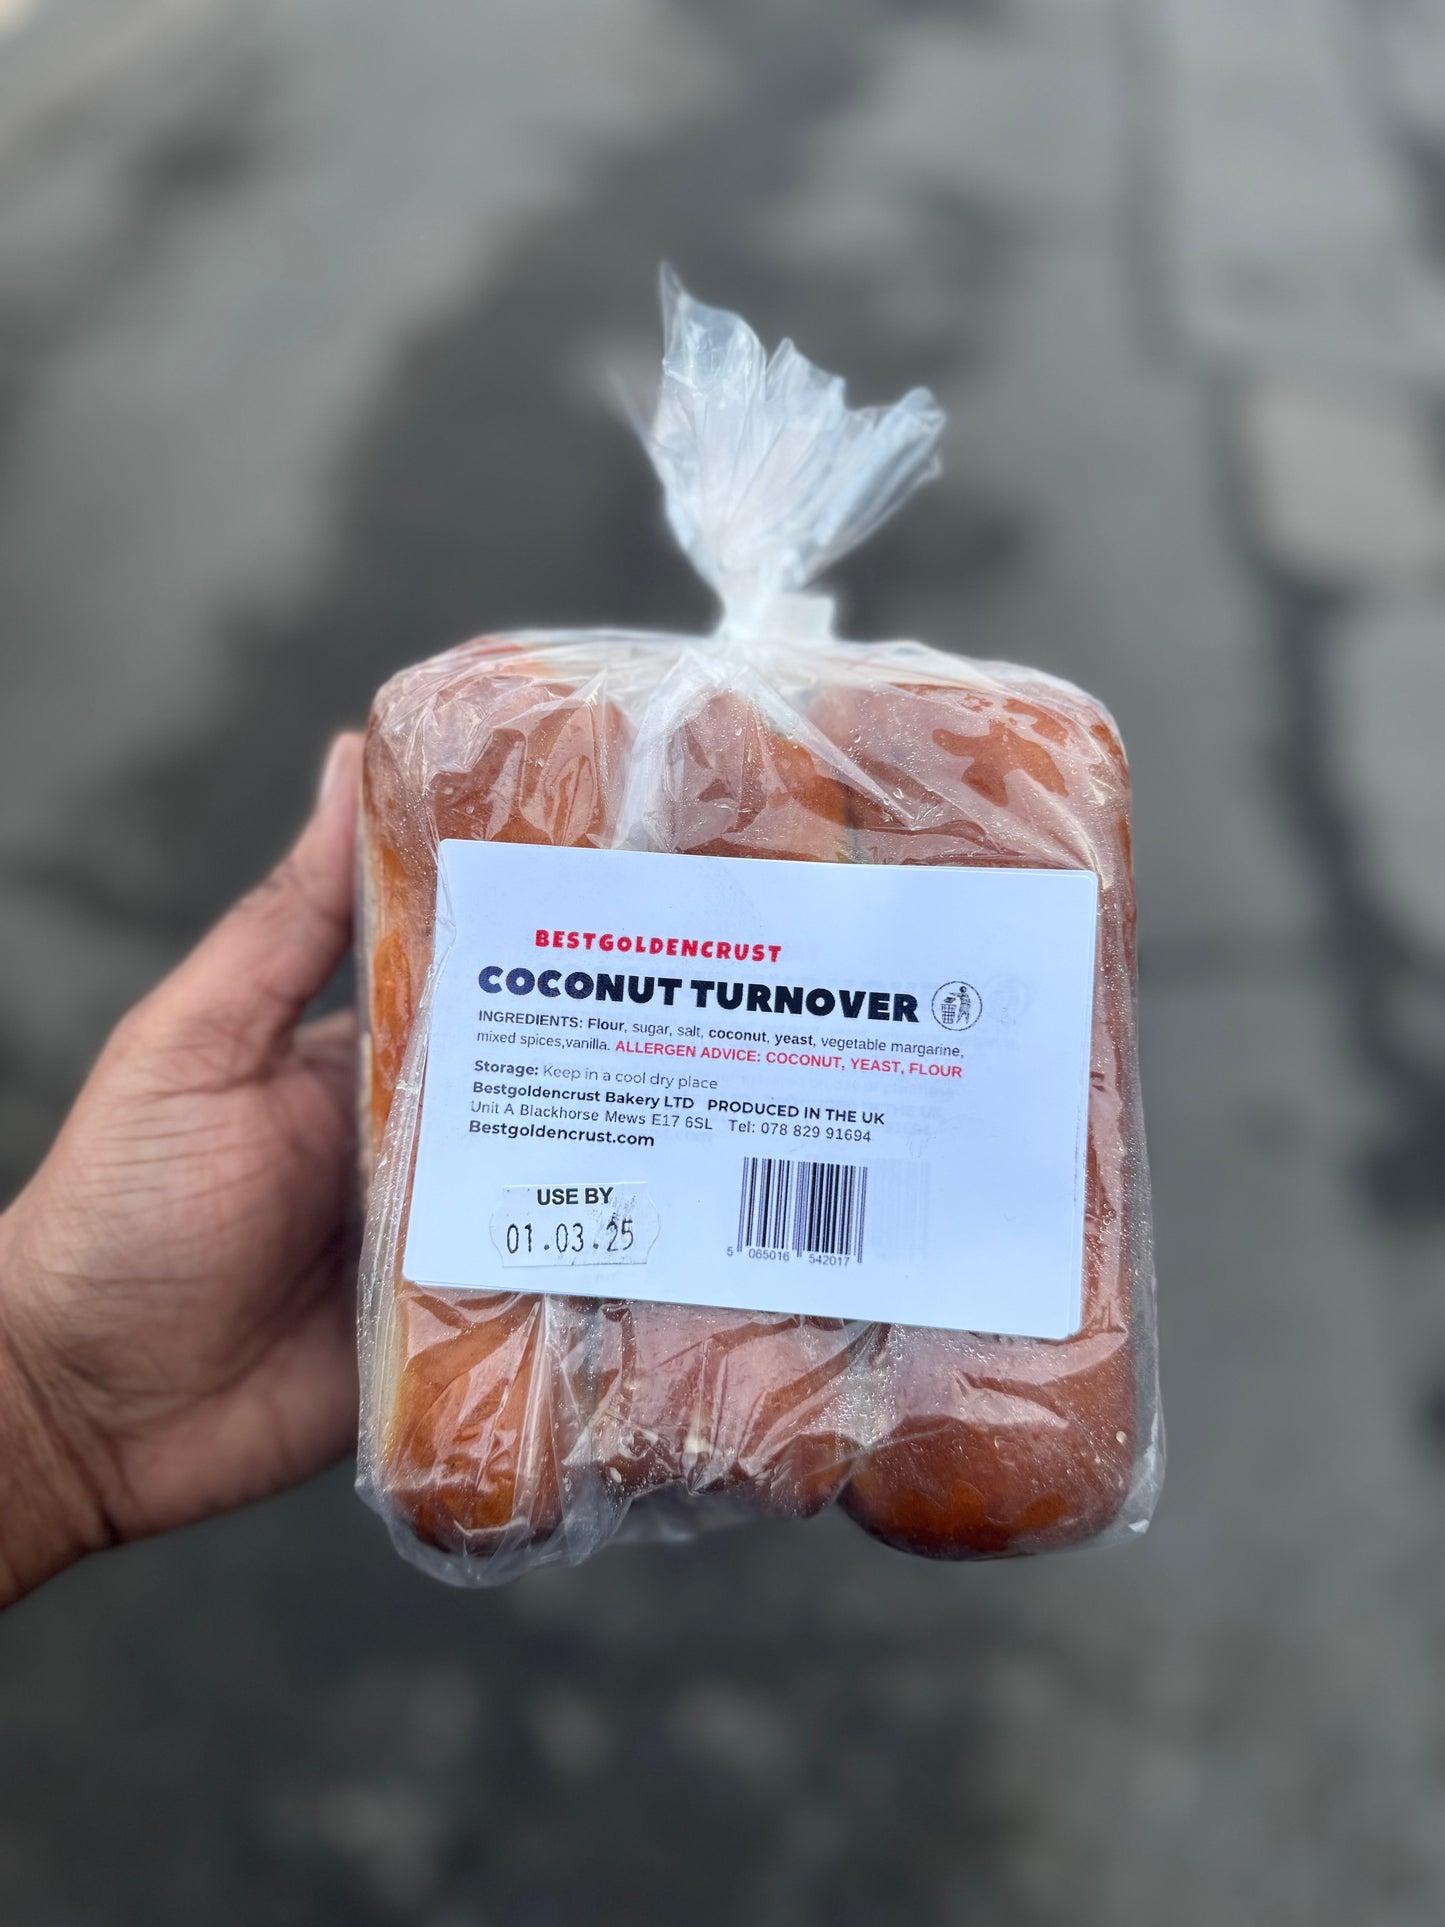 BESTGOLDENCRUST
COCONUT TURNOVER
INGREDIENTS: Flour, sugar, salt, coconut, yeast, vegetable margarine,
mixed spices,vanilla. ALLERGEN ADVICE: COCONUT, YEAST, FLOUR
Storage: Keep in a cool dry place
Bestgoldencrust Bakery LTD PRODUCED IN THE UK
Unit A Blackhorse Mews E17 6SL Tel: 078 829 91694
Bestgoldencrust.com
USE BY
01.03.25
5 065016 542017